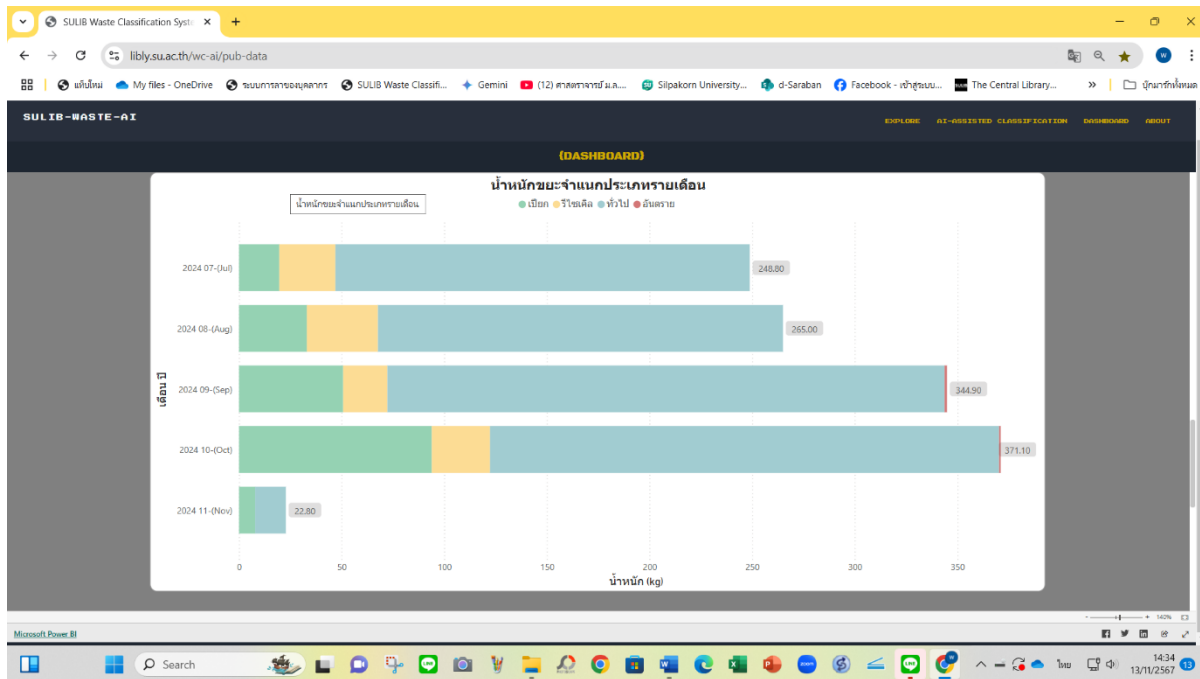 SULIB Waste Classification Syste
libly.su.ac.th/wc-ai/pub-data
W
แท็บใหม่
My files - OneDrive
ระบบการลาของบุคลากร
SULIB Waste Classifi...
Gemini
(12) ศาสตราจารย์ ม.ล....
Silpakorn University...
d-Saraban
Facebook - เข้าสู่ระบบ...
The Central Library...
บุ๊กมาร์กทั้งหมด
SULIB-WASTE-AI
EXPLORE AI-ASSISTED CLASSIFICATION DASHBOARD ABOUT
(DASHBOARD)
น้ำหนักขยะจำแนกประเภทรายเดือน
น้ำหนักขยะจำแนกประเภทรายเดือน
เปียก รีไซเคิล ทั่วไป อันตราย
เดือน ปี
2024 07-(Jul) 248.80
2024 08-(Aug) 265.00
2024 09-(Sep) 344.90
2024 10-(Oct) 371.10
2024 11-(Nov) 22.80
0 50 100 150 200 250 300 350
น้ำหนัก (kg)
- + 140%
Microsoft Power BI
Search
ไทย
14:34
13/11/2567
13